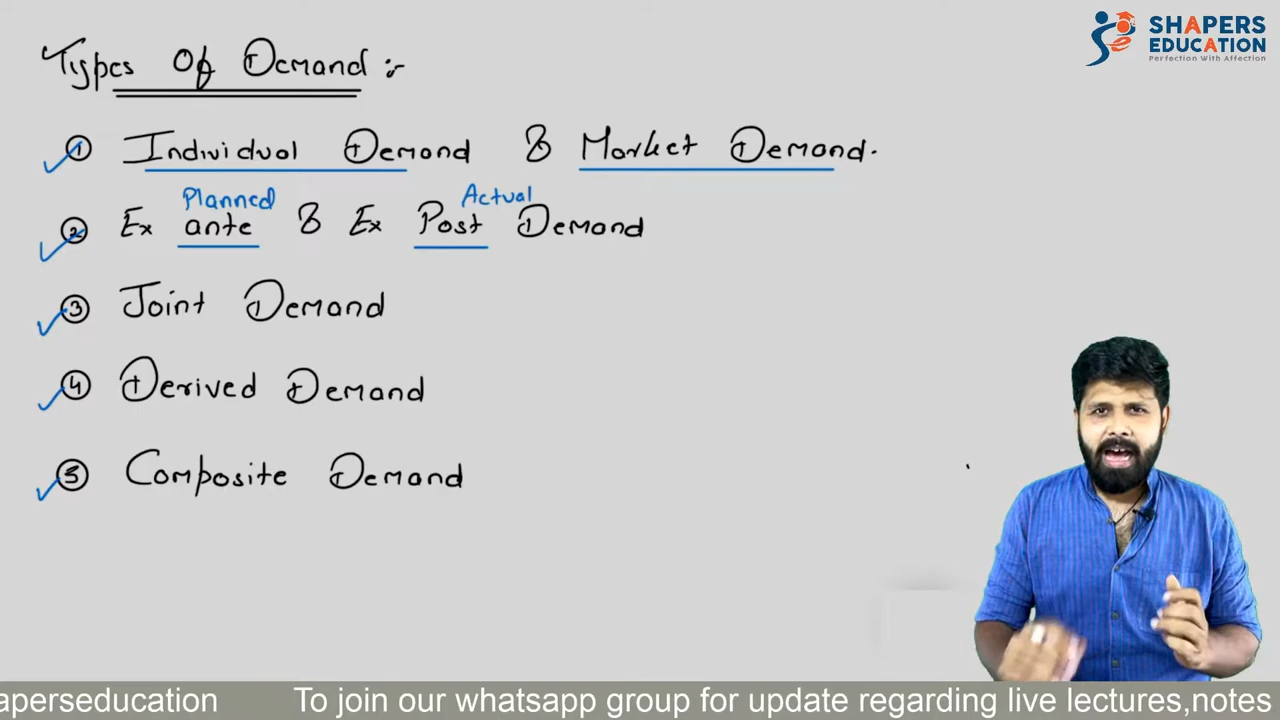 SHAPERS
EDUCATION
Perfection With Affection
Types Of Demand :-
① Individual Demand & Market Demand.
Planned Actual
② Ex ante & Ex Post Demand
③ Joint Demand
④ Derived Demand
⑤ Composite Demand
aperseducation To join our whatsapp group for update regarding live lectures,notes